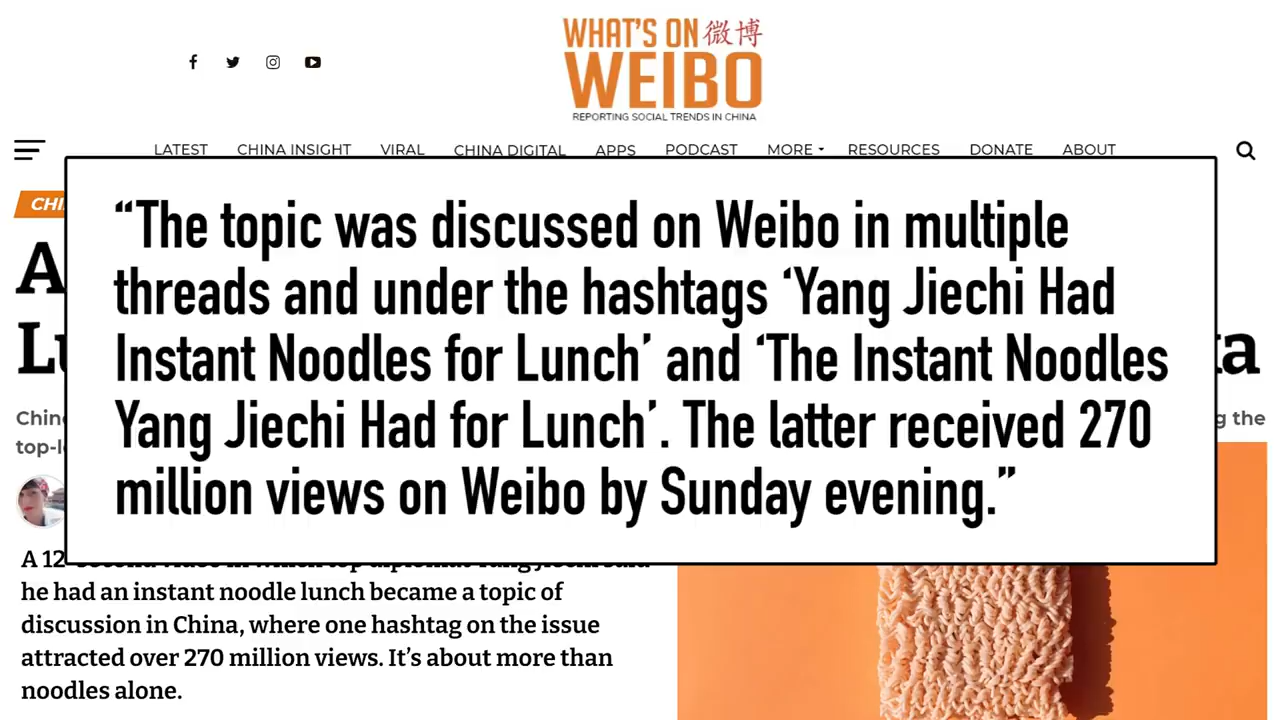 WHAT'S ON 微博
WEIBO
REPORTING SOCIAL TRENDS IN CHINA
LATEST CHINA INSIGHT VIRAL CHINA DIGITAL APPS PODCAST MORE RESOURCES DONATE ABOUT
“The topic was discussed on Weibo in multiple
threads and under the hashtags ‘Yang Jiechi Had
Instant Noodles for Lunch’ and ‘The Instant Noodles
Yang Jiechi Had for Lunch’. The latter received 270
million views on Weibo by Sunday evening.”
g the
he had an instant noodle lunch became a topic of
discussion in China, where one hashtag on the issue
attracted over 270 million views. It’s about more than
noodles alone.